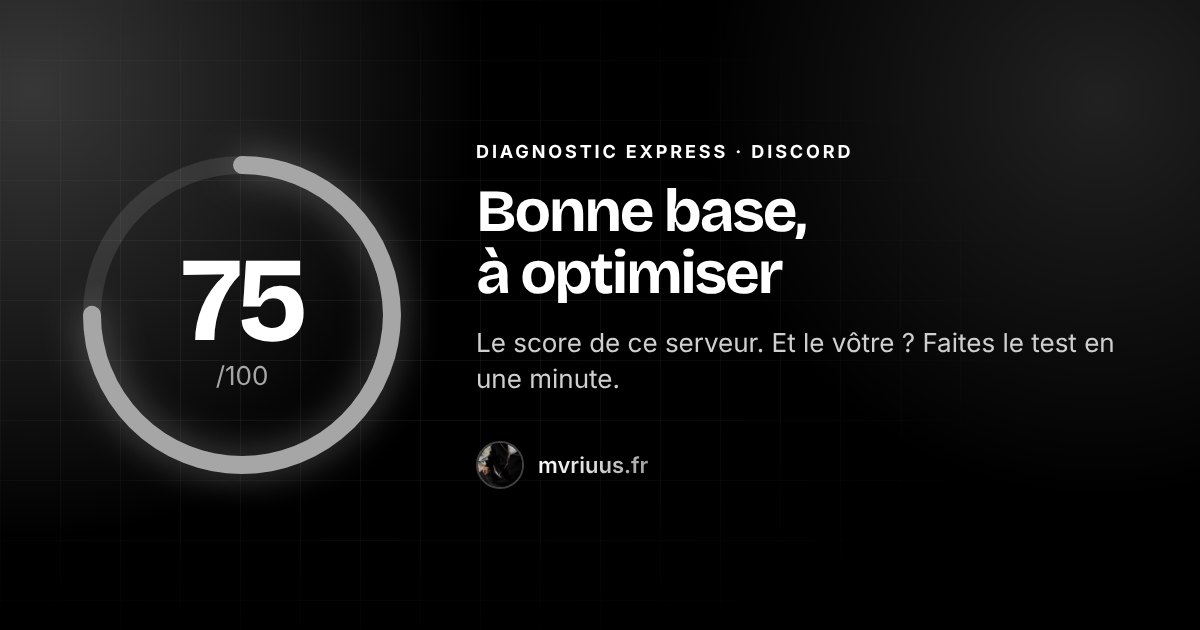 75
/100
DIAGNOSTIC EXPRESS · DISCORD
Bonne base,
à optimiser
Le score de ce serveur. Et le vôtre ? Faites le test en
une minute.
mvriuus.fr